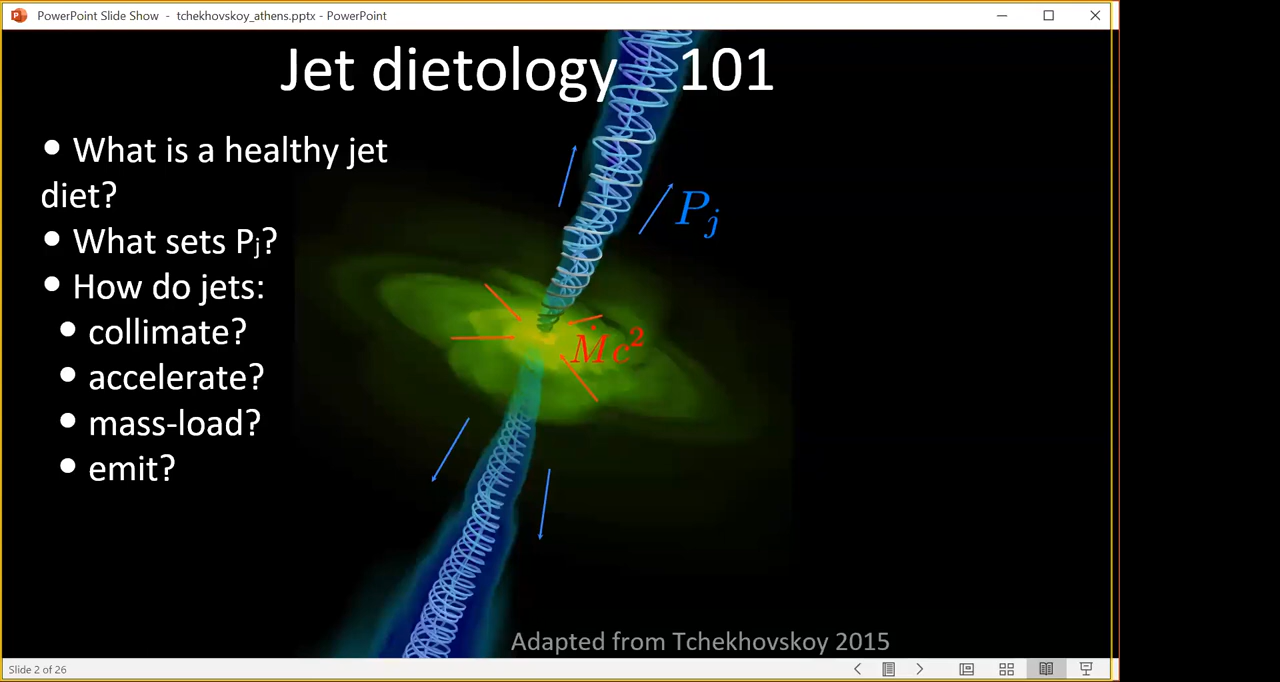 PowerPoint Slide Show - tchekhovskoy_athens.pptx - PowerPoint
Jet dietology 101
• What is a healthy jet
diet?
• What sets Pj?
• How do jets:
• collimate?
• accelerate?
• mass-load?
• emit?
Pj
Ṁc²
Adapted from Tchekhovskoy 2015
Slide 2 of 26